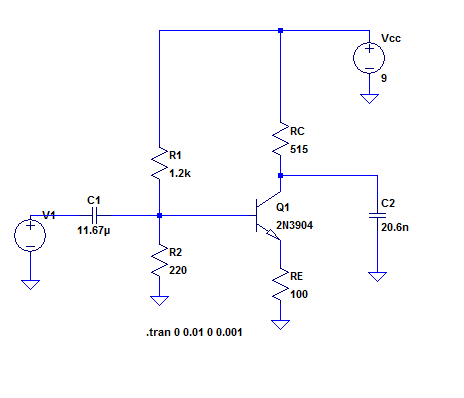 Vcc
9
RC
515
R1
1.2k
C1
V1
11.67µ
Q1
2N3904
C2
20.6n
R2
220
RE
100
.tran 0 0.01 0 0.001